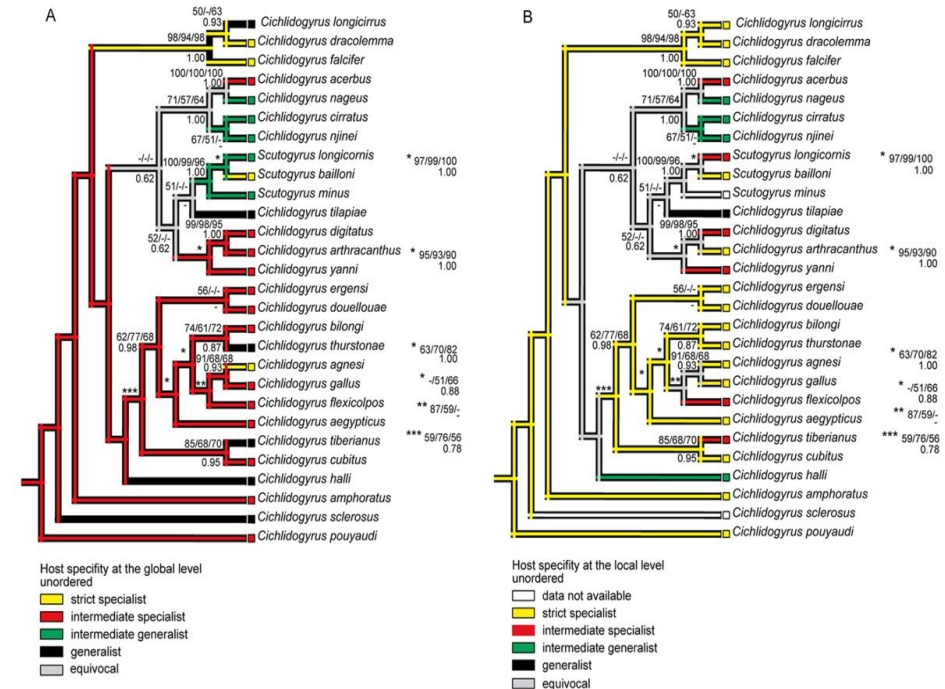 A
50/-/63
0.93
Cichlidogyrus longicirrus
98/94/98
Cichlidogyrus dracolemma
1.00
Cichlidogyrus falcifer
100/100/100
1.00
Cichlidogyrus acerbus
71/57/64
Cichlidogyrus nageus
1.00
Cichlidogyrus cirratus
67/51/-
Cichlidogyrus njinei
-/-/-
0.62
100/99/96
1.00
*
Scutogyrus longicornis
* 97/99/100
1.00
Scutogyrus bailloni
51/-/-
-
Scutogyrus minus
Cichlidogyrus tilapiae
99/98/95
1.00
Cichlidogyrus digitatus
52/-/-
0.62
*
Cichlidogyrus arthracanthus
* 95/93/90
1.00
Cichlidogyrus yanni
56/-/-
-
Cichlidogyrus ergensi
Cichlidogyrus douellouae
62/77/68
0.98
74/61/72
0.87
Cichlidogyrus bilongi
Cichlidogyrus thurstonae
* 63/70/82
1.00
*
91/68/68
0.93
Cichlidogyrus agnesi
* **
Cichlidogyrus gallus
* -/51/66
0.88
***
Cichlidogyrus flexicolpos
** 87/59/-
-
Cichlidogyrus aegypticus
85/68/70
0.95
Cichlidogyrus tiberianus
*** 59/76/56
0.78
Cichlidogyrus cubitus
Cichlidogyrus halli
Cichlidogyrus amphoratus
Cichlidogyrus sclerosus
Cichlidogyrus pouyaudi
Host specifity at the global level
unordered
strict specialist
intermediate specialist
intermediate generalist
generalist
equivocal
B
50/-/63
0.93
Cichlidogyrus longicirrus
98/94/98
Cichlidogyrus dracolemma
1.00
Cichlidogyrus falcifer
100/100/100
1.00
Cichlidogyrus acerbus
71/57/64
Cichlidogyrus nageus
1.00
Cichlidogyrus cirratus
67/51/-
Cichlidogyrus njinei
-/-/-
0.62
100/99/96
1.00
*
Scutogyrus longicornis
* 97/99/100
1.00
Scutogyrus bailloni
51/-/-
-
Scutogyrus minus
Cichlidogyrus tilapiae
99/98/95
1.00
Cichlidogyrus digitatus
52/-/-
0.62
*
Cichlidogyrus arthracanthus
* 95/93/90
1.00
Cichlidogyrus yanni
56/-/-
-
Cichlidogyrus ergensi
Cichlidogyrus douellouae
62/77/68
0.98
74/61/72
0.87
Cichlidogyrus bilongi
Cichlidogyrus thurstonae
* 63/70/82
1.00
*
91/68/68
0.93
Cichlidogyrus agnesi
* **
Cichlidogyrus gallus
* -/51/66
0.88
***
Cichlidogyrus flexicolpos
** 87/59/-
-
Cichlidogyrus aegypticus
85/68/70
0.95
Cichlidogyrus tiberianus
*** 59/76/56
0.78
Cichlidogyrus cubitus
Cichlidogyrus halli
Cichlidogyrus amphoratus
Cichlidogyrus sclerosus
Cichlidogyrus pouyaudi
Host specifity at the local level
unordered
data not available
strict specialist
intermediate specialist
intermediate generalist
generalist
equivocal